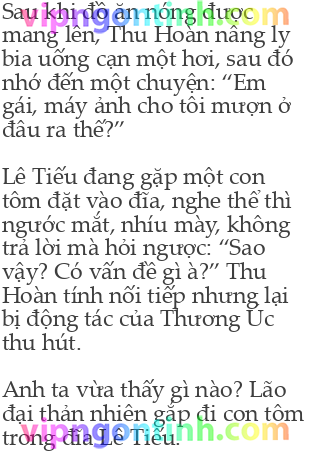 Sau khi đồ ăn nóng được
vipngontinh.com
mang lên, Thu Hoàn nâng ly
bia uống cạn một hơi, sau đó
nhớ đến một chuyện: “Em
gái, máy ảnh cho tôi mượn ở
đâu ra thế?”
Lê Tiếu đang gặp một con
tôm đặt vào đĩa, nghe thể thì
ngước mắt, nhíu mày, không
trả lời mà hỏi ngược: “Sao
vậy? Có vấn đề gì à?” Thu
Hoàn tính nối tiếp nhưng lại
bị động tác của Thương Úc
thu hút.
Anh ta vừa thấy gì nào? Lão
đại thản nhiên gắp đi con tôm
vipngontinh.com
trong đĩa Lê Tiếu.